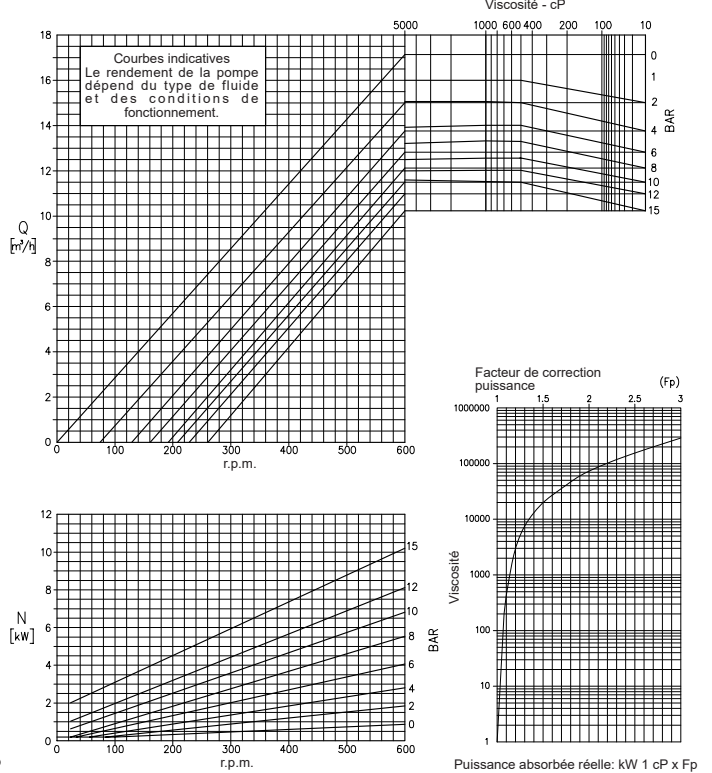 Viscosité - cP
5000 1000 600 400 200 100 10
18
16
14
12
10
8
6
4
2
0
Q
[m³/h]
Courbes indicatives
Le rendement de la pompe
dépend du type de fluide
et des conditions de
fonctionnement.
0
1
2
4
6
8
10
12
15
BAR
0 100 200 300 400 500 600
r.p.m.
Facteur de correction
puissance
(Fp)
1 1.5 2 2.5 3
1000000
100000
10000
1000
100
10
1
Viscosité
Puissance absorbée réelle: kW 1 cP x Fp
12
10
8
6
4
2
0
N
[kW]
15
12
10
8
6
4
2
0
BAR
0 100 200 300 400 500 600
r.p.m.